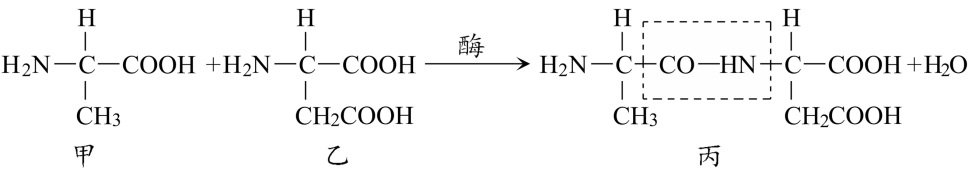 H H 酶 H
H2N—C—COOH + H2N—C—COOH → H2N—C—CO—HN—C—COOH + H2O
CH3 CH2COOH CH3 CH2COOH
甲 乙 丙